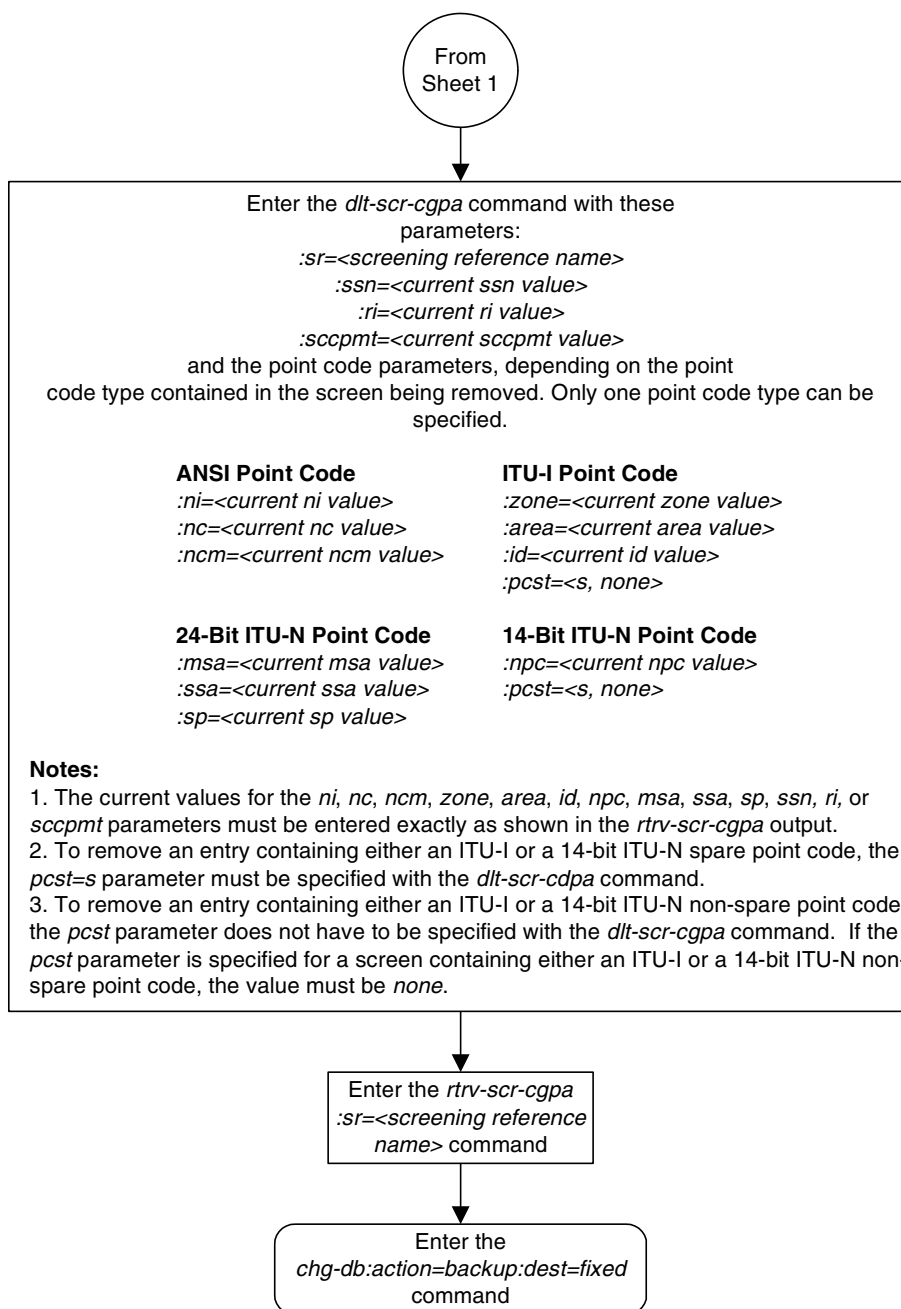 From
Sheet 1
Enter the dlt-scr-cgpa command with these
parameters:
:sr=<screening reference name>
:ssn=<current ssn value>
:ri=<current ri value>
:sccpmt=<current sccpmt value>
and the point code parameters, depending on the point
code type contained in the screen being removed. Only one point code type can be
specified.
ANSI Point Code
:ni=<current ni value>
:nc=<current nc value>
:ncm=<current ncm value>
ITU-I Point Code
:zone=<current zone value>
:area=<current area value>
:id=<current id value>
:pcst=<s, none>
24-Bit ITU-N Point Code
:msa=<current msa value>
:ssa=<current ssa value>
:sp=<current sp value>
14-Bit ITU-N Point Code
:npc=<current npc value>
:pcst=<s, none>
Notes:
1. The current values for the ni, nc, ncm, zone, area, id, npc, msa, ssa, sp, ssn, ri, or
sccpmt parameters must be entered exactly as shown in the rtrv-scr-cgpa output.
2. To remove an entry containing either an ITU-I or a 14-bit ITU-N spare point code, the
pcst=s parameter must be specified with the dlt-scr-cdpa command.
3. To remove an entry containing either an ITU-I or a 14-bit ITU-N non-spare point code
the pcst parameter does not have to be specified with the dlt-scr-cgpa command. If the
pcst parameter is specified for a screen containing either an ITU-I or a 14-bit ITU-N non-
spare point code, the value must be none.
Enter the rtrv-scr-cgpa
:sr=<screening reference
name> command
Enter the
chg-db:action=backup:dest=fixed
command